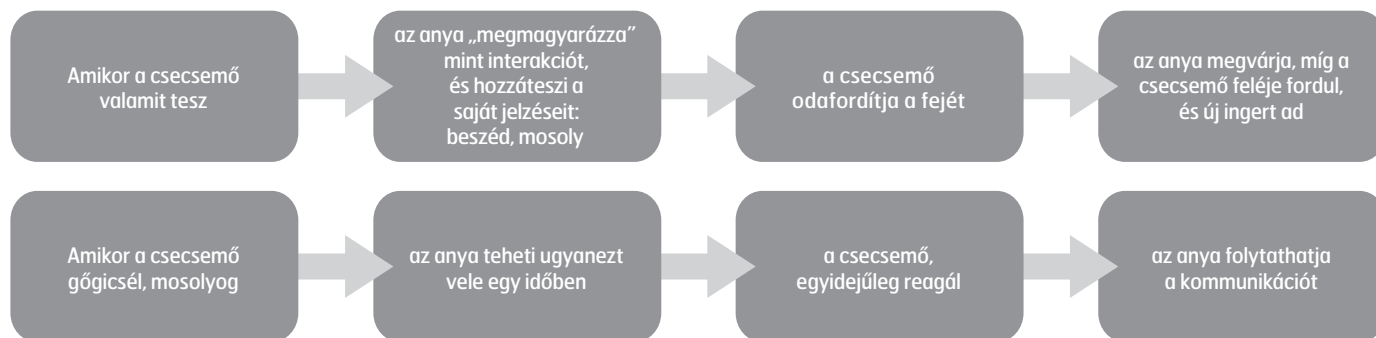 Amikor a csecsemő
valamit tesz
az anya „megmagyarázza”
mint interakciót,
és hozzáteszi a
saját jelzéseit:
beszéd, mosoly
a csecsemő
odafordítja a fejét
az anya megvárja, míg a
csecsemő feléje fordul,
és új ingert ad
Amikor a csecsemő
gőgicsél, mosolyog
az anya teheti ugyanezt
vele egy időben
a csecsemő,
egyidejűleg reagál
az anya folytathatja
a kommunikációt